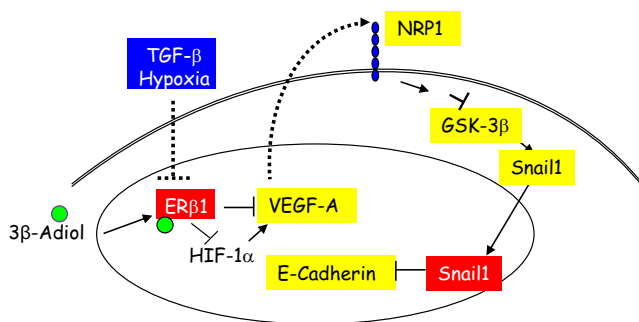 NRP1
TGF-β
Hypoxia
GSK-3β
Snail1
ERβ1
VEGF-A
3β-Adiol
HIF-1α
E-Cadherin
Snail1